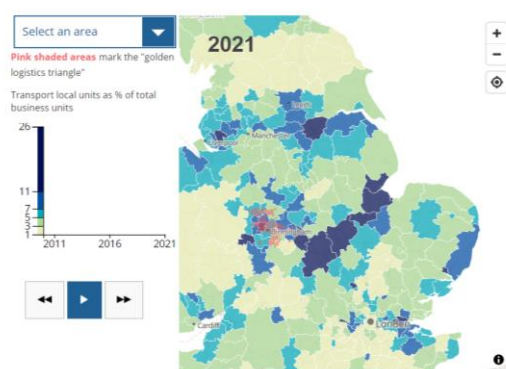 Select an area
Pink shaded areas mark the "golden
logistics triangle"
Transport local units as % of total
business units
26
11
7
5
3
1
2011 2016 2021
2021
Leeds
Manchester
Liverpool
Birmingham
Cardiff
London
+
−